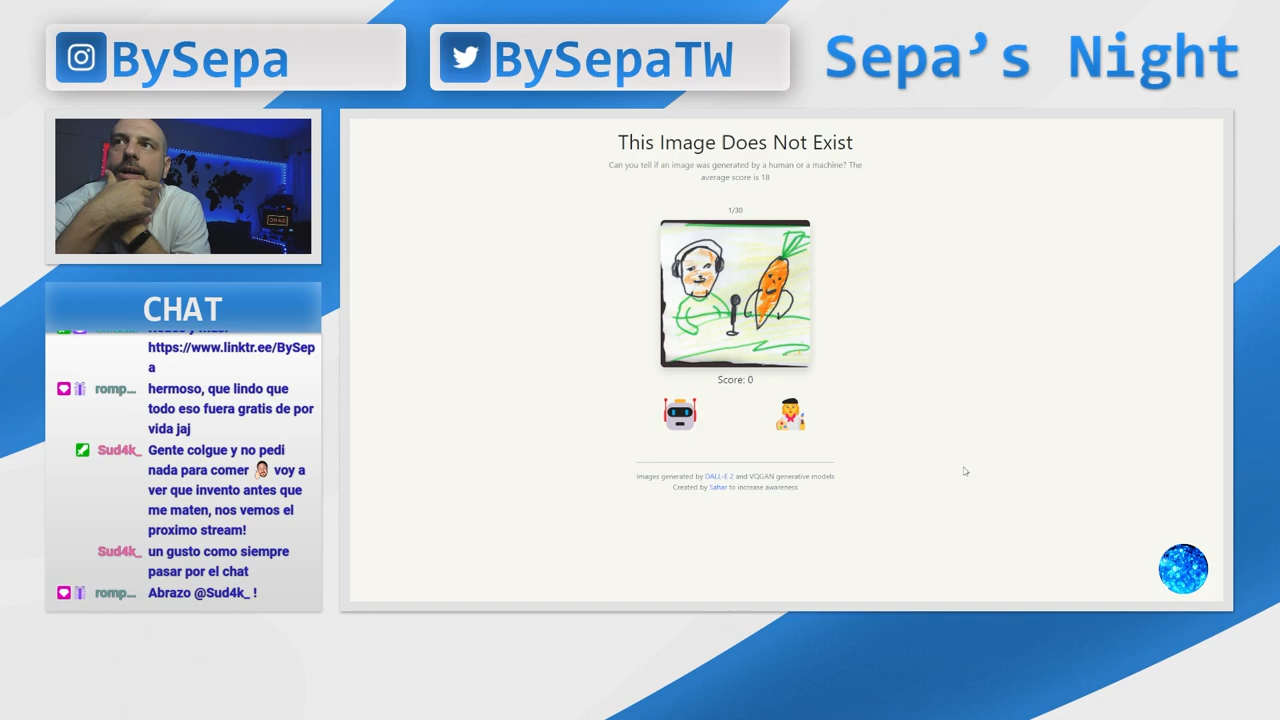 BySepa
BySepaTW
Sepa's Night
ON AIR
This Image Does Not Exist
Can you tell if an image was generated by a human or a machine? The
average score is 18
1/30
Score: 0
Images generated by DALL-E 2 and VQGAN generative models
Created by Sahar to increase awareness
CHAT
https://www.linktr.ee/BySep
a
romp... hermoso, que lindo que
todo eso fuera gratis de por
vida jaj
Sud4k_ Gente colgue y no pedi
nada para comer voy a
ver que invento antes que
me maten, nos vemos el
proximo stream!
Sud4k_ un gusto como siempre
pasar por el chat
romp... Abrazo @Sud4k_ !